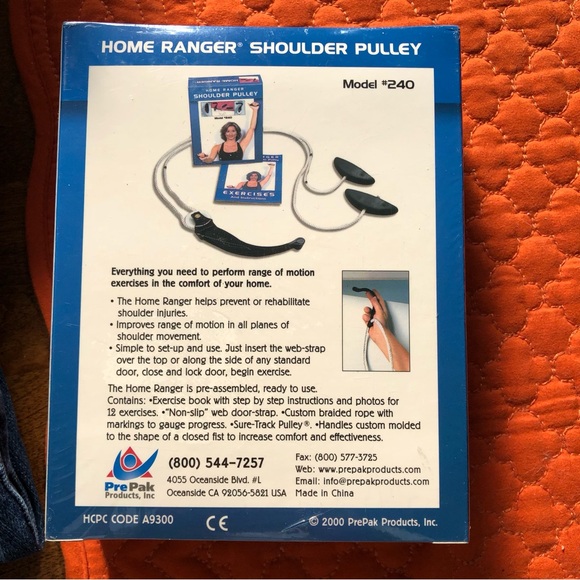 HOME RANGER® SHOULDER PULLEY
Model #240
HOME RANGER
SHOULDER PULLEY
EXERCISES
Everything you need to perform range of motion
exercises in the comfort of your home.
• The Home Ranger helps prevent or rehabilitate
shoulder injuries.
• Improves range of motion in all planes of
shoulder movement.
• Simple to set-up and use. Just insert the web-strap
over the top or along the side of any standard
door, close and lock door, begin exercise.
The Home Ranger is pre-assembled, ready to use.
Contains: •Exercise book with step by step instructions and photos for
12 exercises. •"Non-slip" web door-strap. •Custom braided rope with
markings to gauge progress. •Sure-Track Pulley®. •Handles custom molded
to the shape of a closed fist to increase comfort and effectiveness.
PrePak
Products, Inc
(800) 544-7257
4055 Oceanside Blvd. #L
Oceanside CA 92056-5821 USA
Fax: (800) 577-3725
Web: www.prepakproducts.com
Email: info@prepakproducts.com
Made in China
HCPC CODE A9300
CE
© 2000 PrePak Products, Inc.